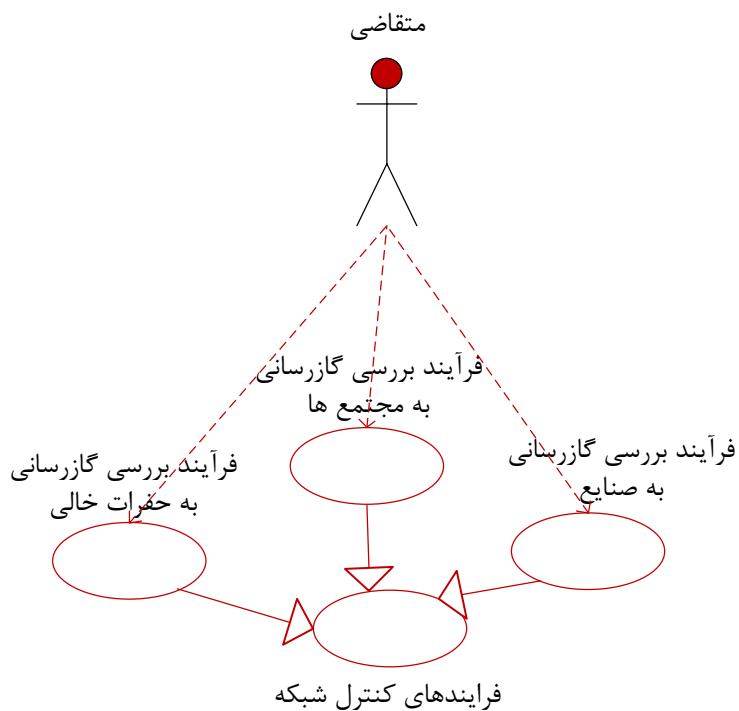 متقاضی
فرآیند بررسی گازرسانی
به مجتمع ها
فرآیند بررسی گازرسانی
به صنایع
فرآیند بررسی گازرسانی
به حفرات خالی
فرایندهای کنترل شبکه